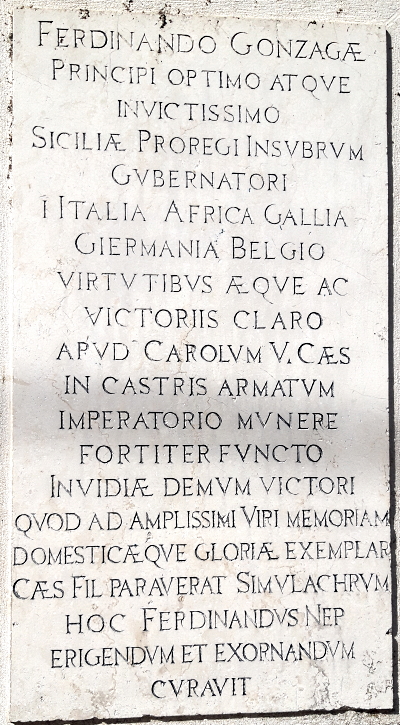 FERDINANDO GONZAGÆ
PRINCIPI OPTIMO ATQVE
INVICTISSIMO
SICILIÆ PROREGI INSVBRVM
GVBERNATORI
I ITALIA AFRICA GALLIA
GIERMANIA BELGIO
VIRTVTIBVS ÆQVE AC
VICTORIIS CLARO
APVD CAROLVM V. CÆS
IN CASTRIS ARMATVM
IMPERATORIO MVNERE
FORTITER FVNCTO
INVIDIÆ DEMVM VICTORI
QVOD AD AMPLISSIMI VIRI MEMORIAM
DOMESTICÆQVE GLORIÆ EXEMPLAR
CÆS FIL PARAVERAT SIMVLACHRVM
HOC FERDINANDVS NEP
ERIGENDVM ET EXORNANDVM
CVRAVIT